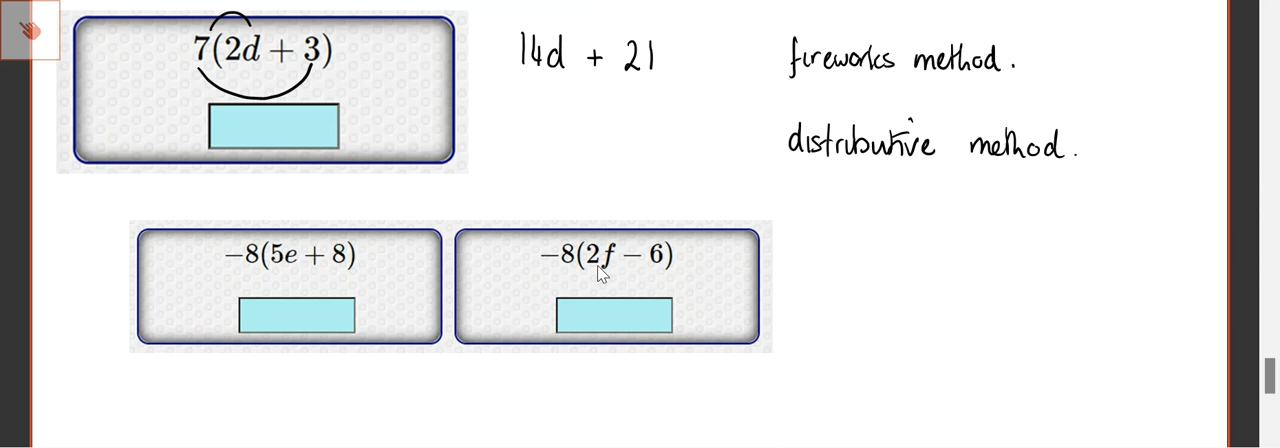 7(2d + 3)
14d + 21
fireworks method.
distributive method.
−8(5e + 8)
−8(2f − 6)